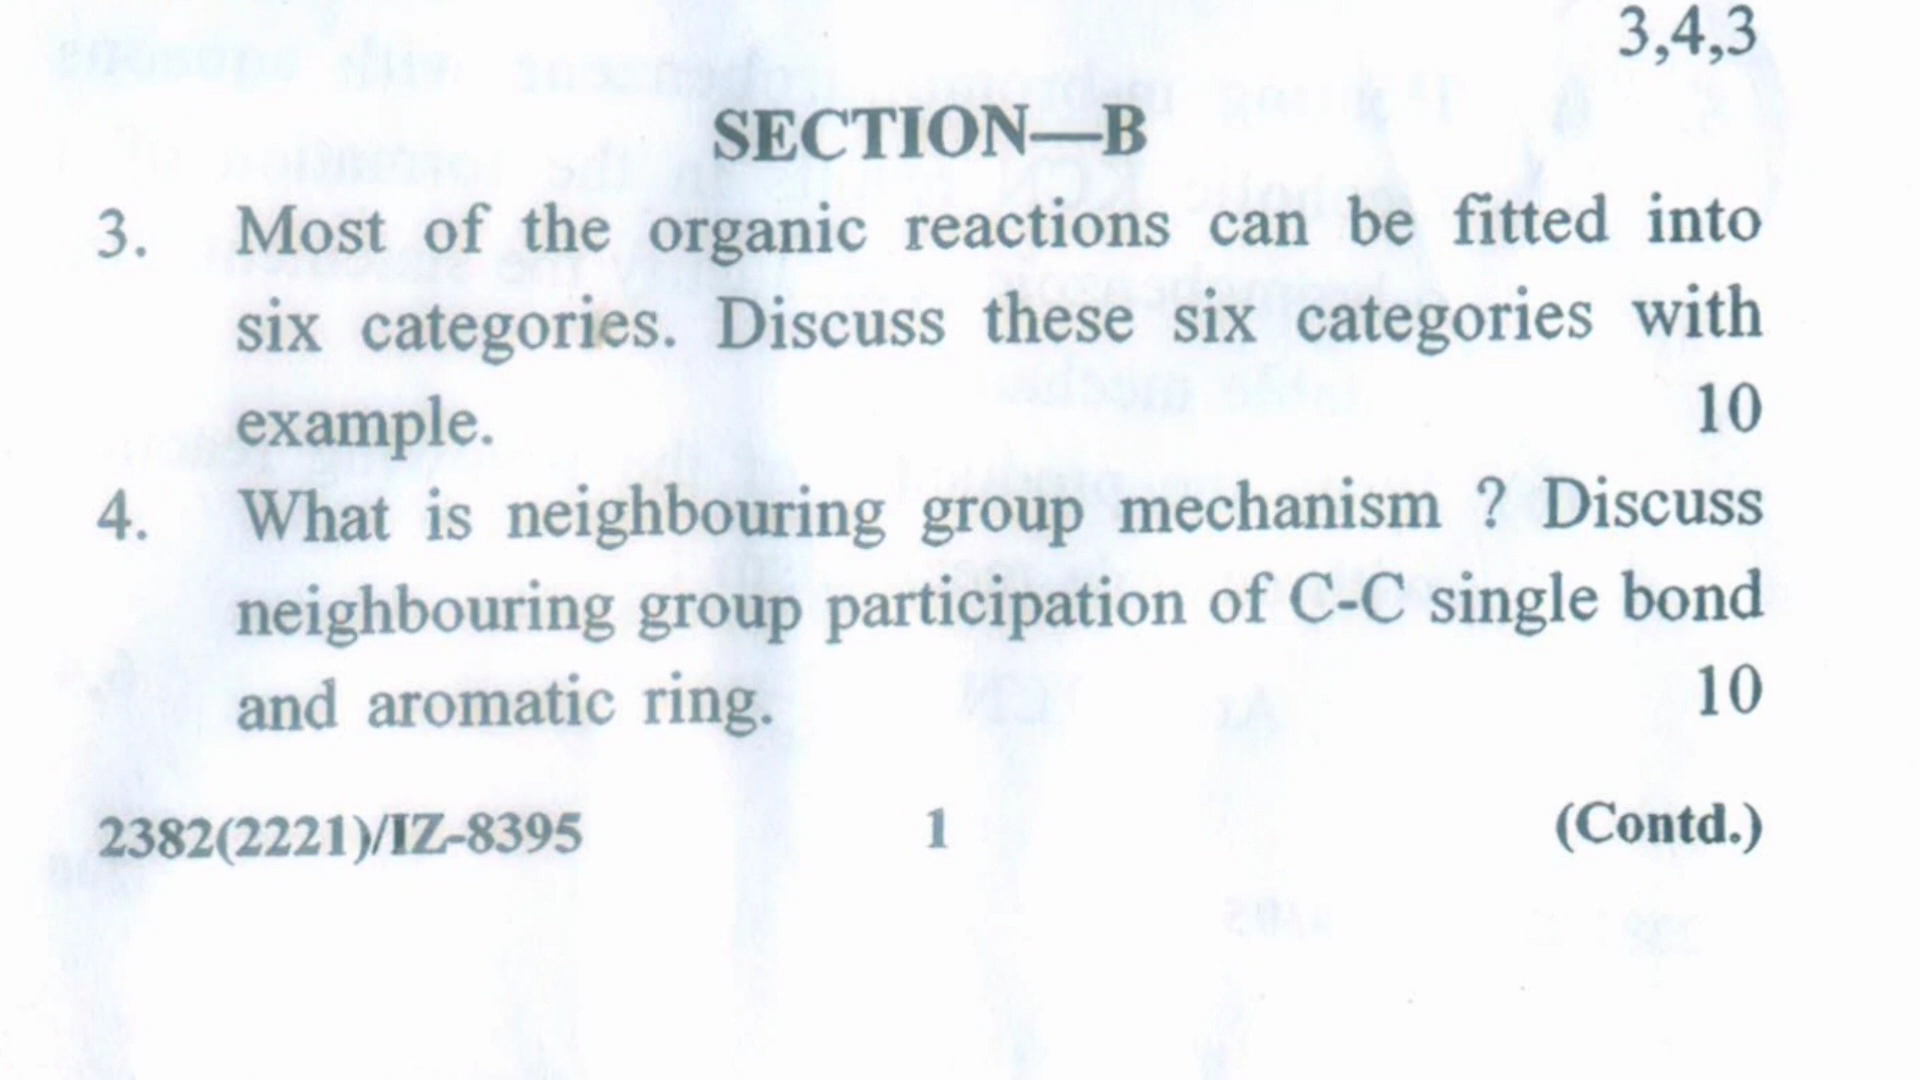 3,4,3
SECTION—B
3. Most of the organic reactions can be fitted into
six categories. Discuss these six categories with
example. 10
4. What is neighbouring group mechanism ? Discuss
neighbouring group participation of C-C single bond
and aromatic ring. 10
2382(2221)/IZ-8395 1 (Contd.)